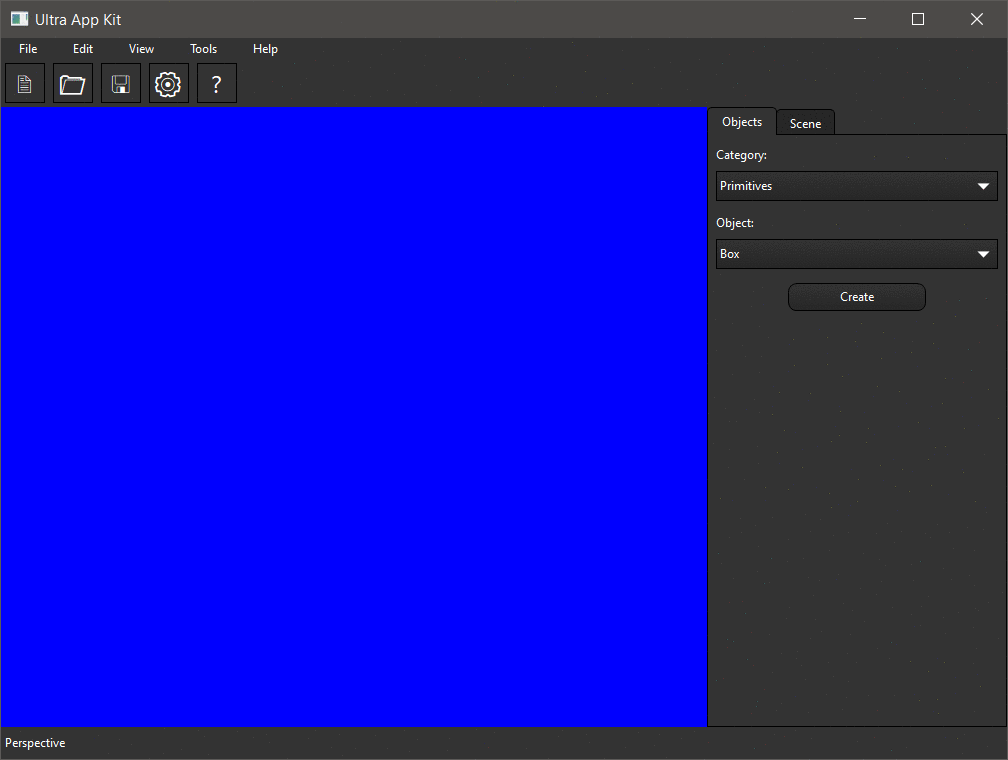 Ultra App Kit
File Edit View Tools Help
?
Objects Scene
Category:
Primitives
Object:
Box
Create
Perspective